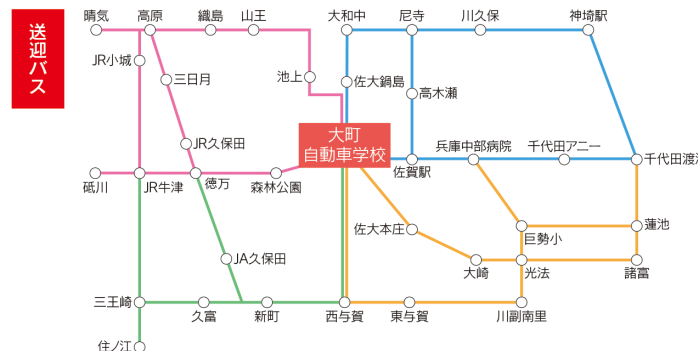 送迎バス
晴気
高原
織島
山王
大和中
尼寺
川久保
神埼駅
JR小城
三日月
池上
佐大鍋島
高木瀬
JR久保田
大町
自動車学校
兵庫中部病院
千代田アニー
佐賀駅
千代田渡
砥川
JR牛津
徳万
森林公園
佐大本庄
巨勢小
蓮池
JA久保田
大崎
光法
諸富
三王崎
久富
新町
西与賀
東与賀
川副南里
住ノ江